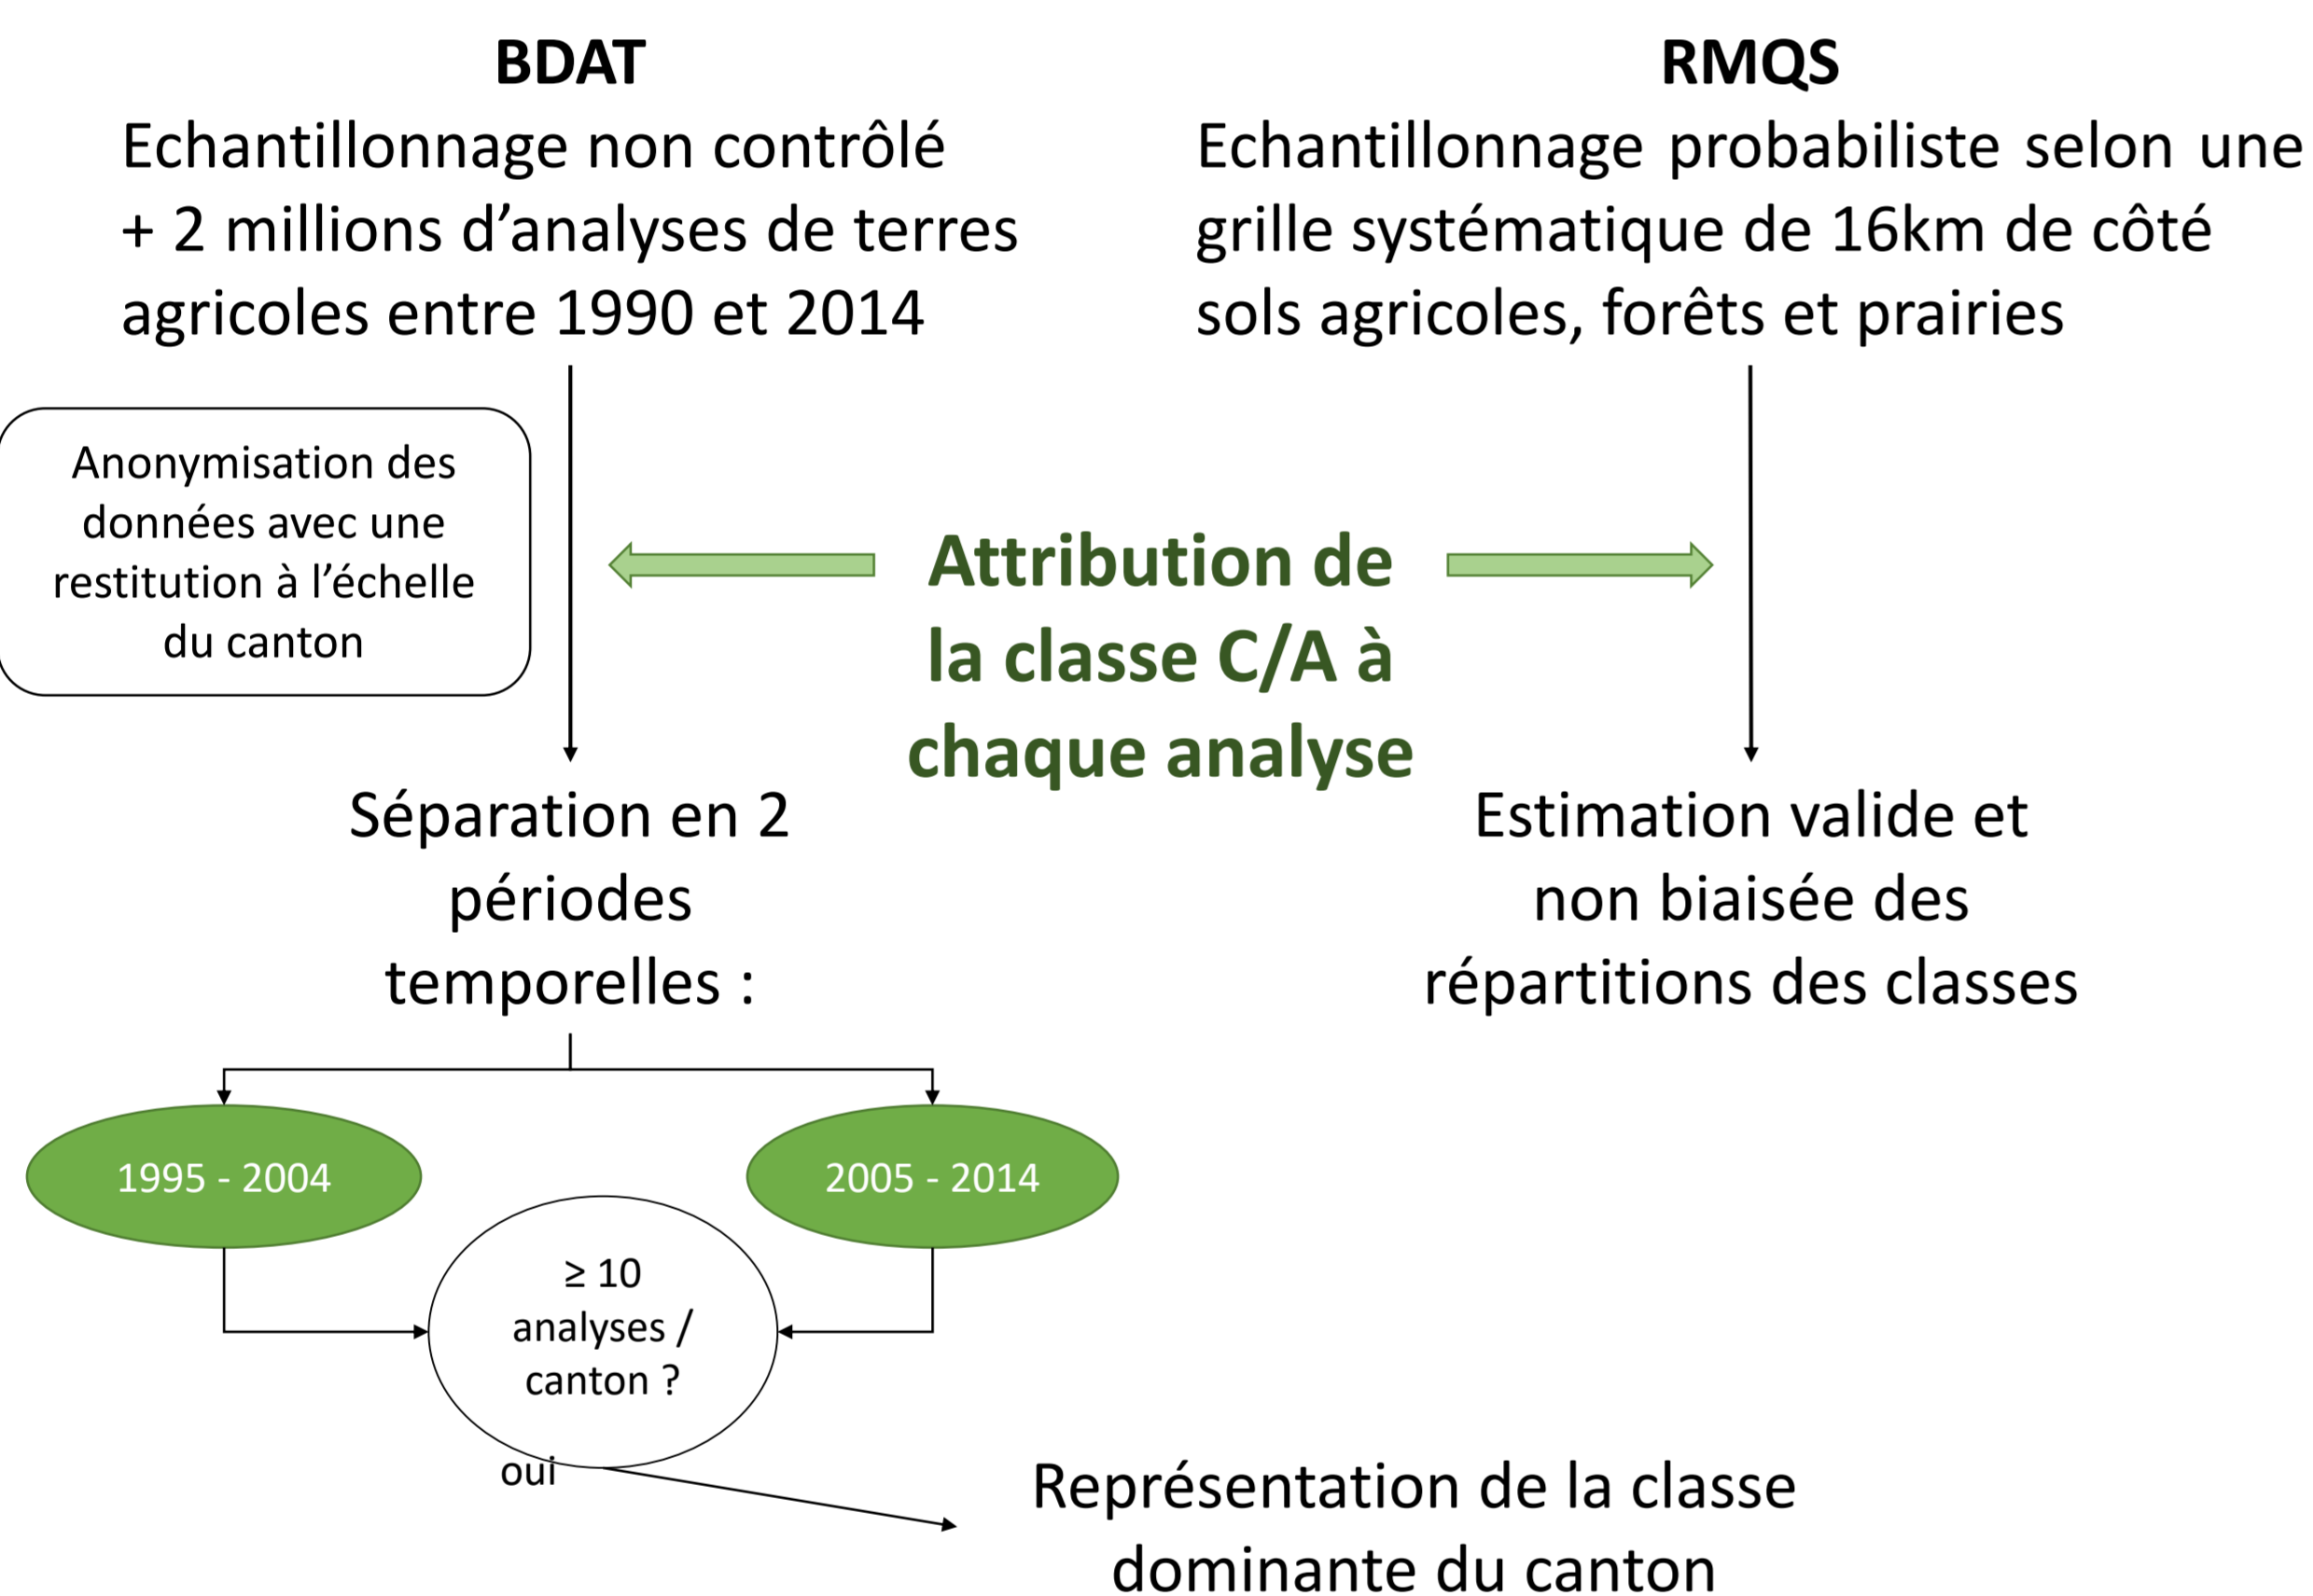 BDAT
Echantillonnage non contrôlé
+ 2 millions d’analyses de terres
agricoles entre 1990 et 2014
RMQS
Echantillonnage probabiliste selon une
grille systématique de 16km de côté
sols agricoles, forêts et prairies
Anonymisation des
données avec une
restitution à l’échelle
du canton
Attribution de
la classe C/A à
chaque analyse
Séparation en 2
périodes
temporelles :
Estimation valide et
non biaisée des
répartitions des classes
1995 - 2004
2005 - 2014
≥ 10
analyses /
canton ?
oui
Représentation de la classe
dominante du canton